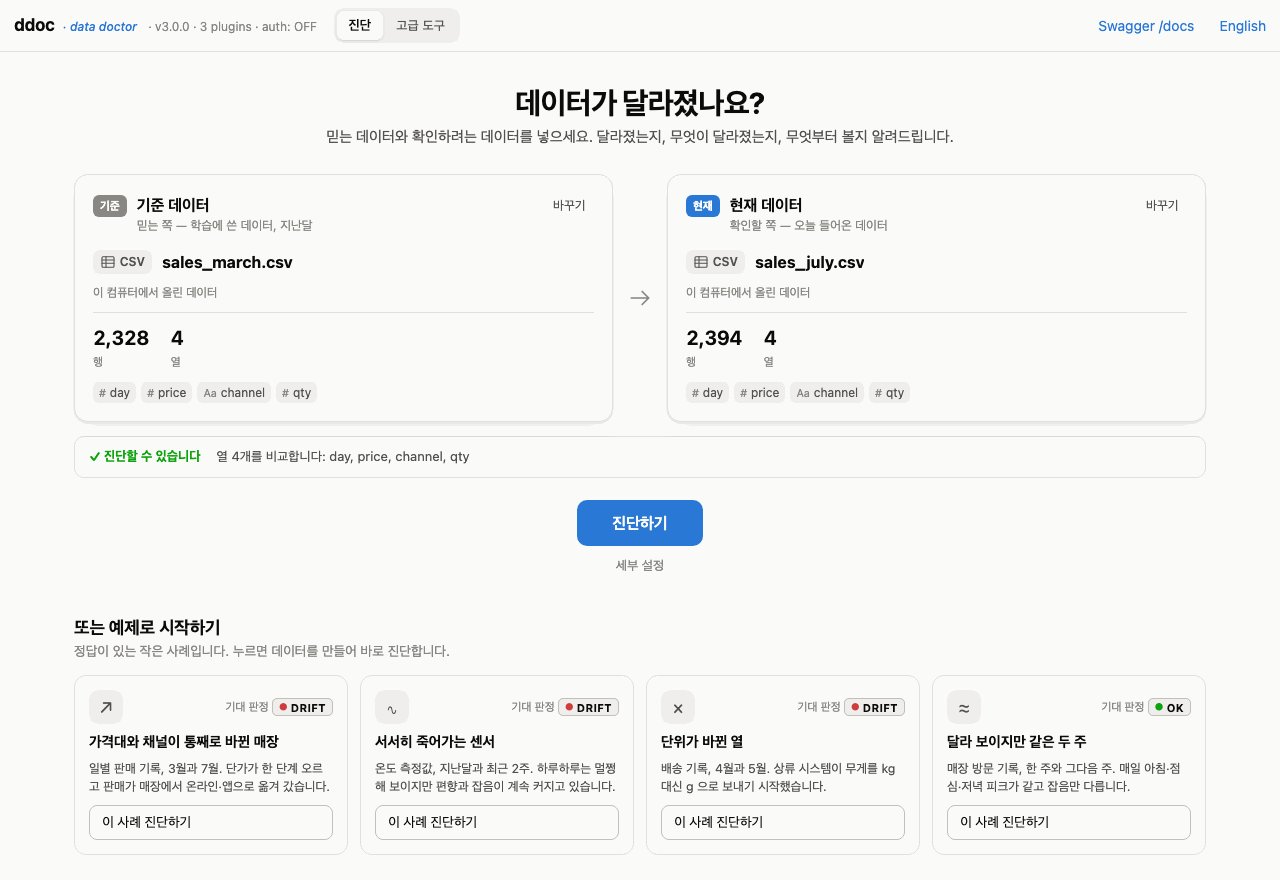 ddoc · data doctor · v3.0.0 · 3 plugins · auth: OFF 진단 고급 도구 Swagger /docs English
데이터가 달라졌나요?
믿는 데이터와 확인하려는 데이터를 넣으세요. 달라졌는지, 무엇이 달라졌는지, 무엇부터 볼지 알려드립니다.
기준 기준 데이터 바꾸기
믿는 쪽 — 학습에 쓴 데이터, 지난달
CSV sales_march.csv
이 컴퓨터에서 올린 데이터
2,328 4
행 열
# day # price Aa channel # qty
→
현재 현재 데이터 바꾸기
확인할 쪽 — 오늘 들어온 데이터
CSV sales_july.csv
이 컴퓨터에서 올린 데이터
2,394 4
행 열
# day # price Aa channel # qty
✓ 진단할 수 있습니다 열 4개를 비교합니다: day, price, channel, qty
진단하기
세부 설정
또는 예제로 시작하기
정답이 있는 작은 사례입니다. 누르면 데이터를 만들어 바로 진단합니다.
↗ 기대 판정 DRIFT
가격대와 채널이 통째로 바뀐 매장
일별 판매 기록, 3월과 7월. 단가가 한 단계 오르
고 판매가 매장에서 온라인·앱으로 옮겨 갔습니다.
이 사례 진단하기
∿ 기대 판정 DRIFT
서서히 죽어가는 센서
온도 측정값, 지난달과 최근 2주. 하루하루는 멀쩡
해 보이지만 편향과 잡음이 계속 커지고 있습니다.
이 사례 진단하기
× 기대 판정 DRIFT
단위가 바뀐 열
배송 기록, 4월과 5월. 상류 시스템이 무게를 kg
대신 g 으로 보내기 시작했습니다.
이 사례 진단하기
≈ 기대 판정 OK
달라 보이지만 같은 두 주
매장 방문 기록, 한 주와 그다음 주. 매일 아침·점
심·저녁 피크가 같고 잡음만 다릅니다.
이 사례 진단하기